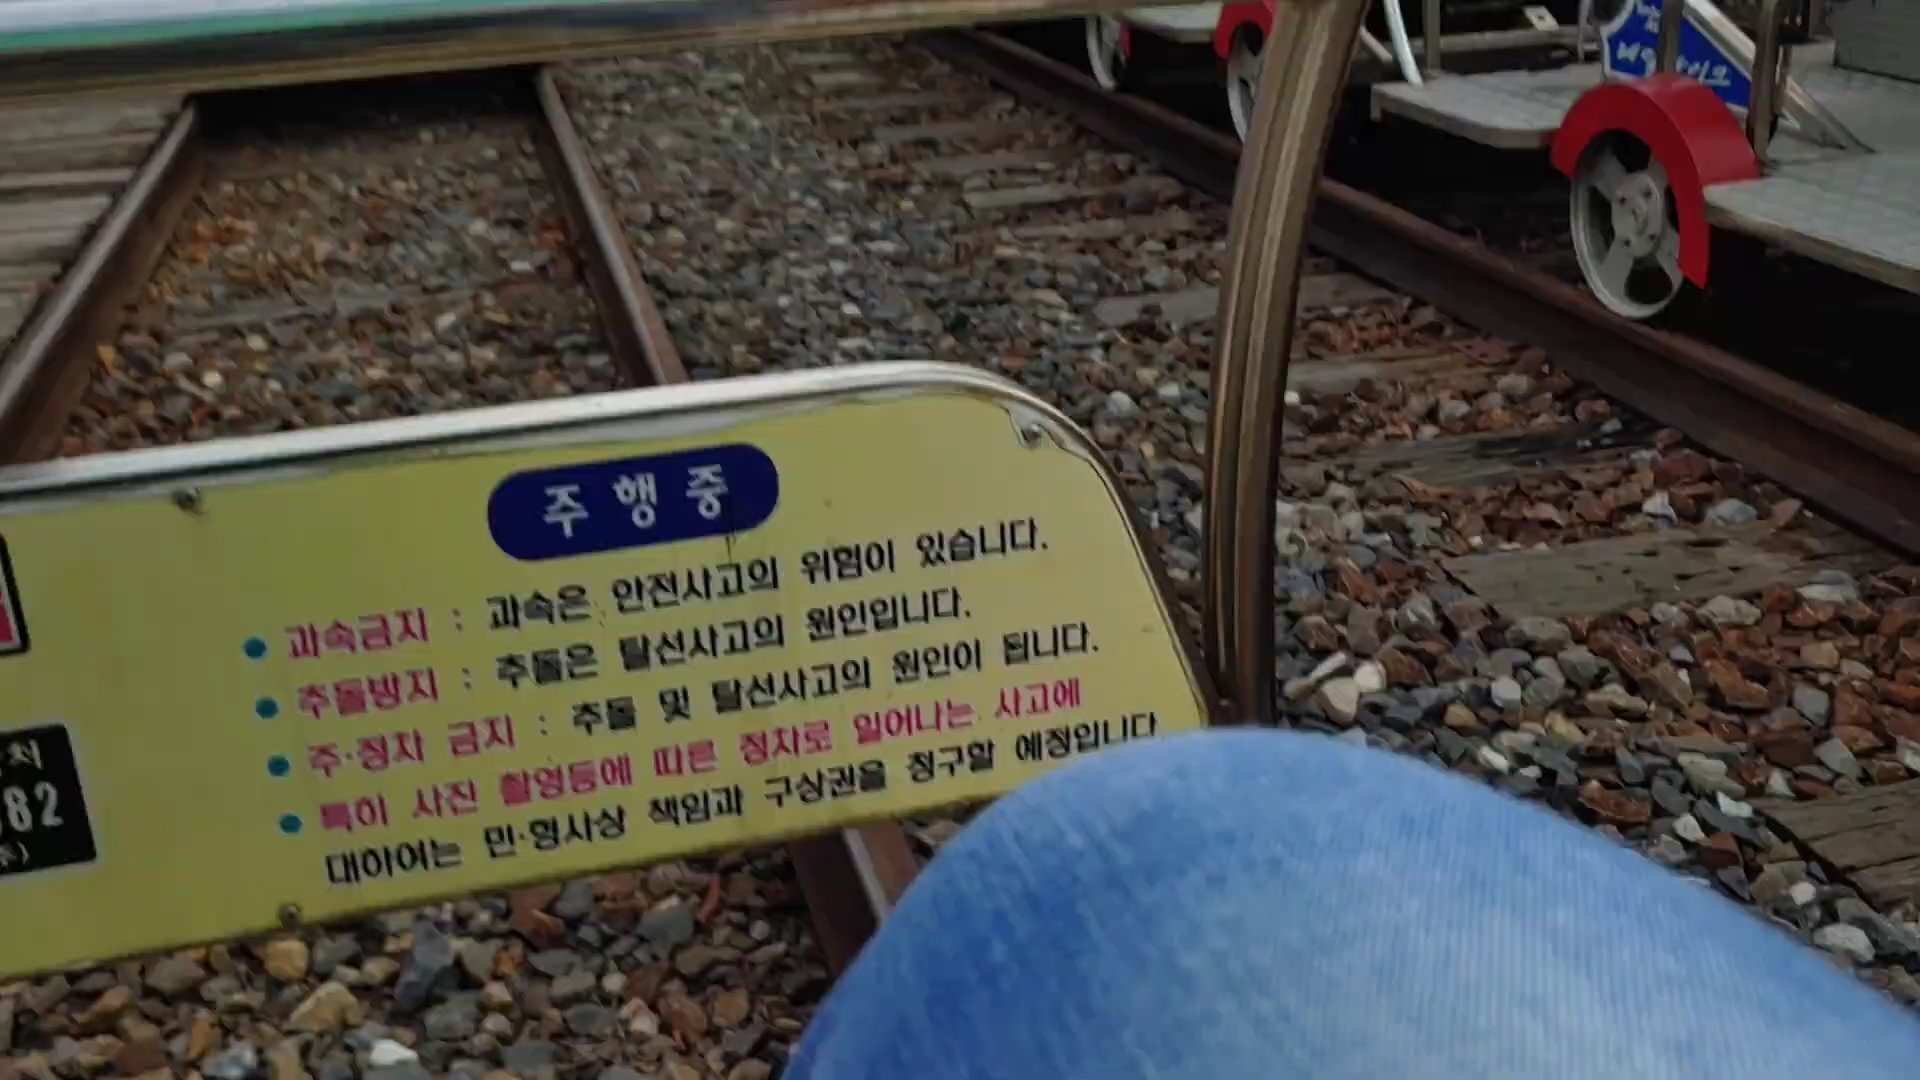 주행중
과속금지 : 과속은 안전사고의 위험이 있습니다.
추돌방지 : 추돌은 탈선사고의 원인입니다.
주·정차 금지 : 추돌 및 탈선사고의 원인이 됩니다.
특히 사진 촬영등에 따른 정차로 일어나는 사고에
대하여는 민·형사상 책임과 구상권을 청구할 예정입니다.
82